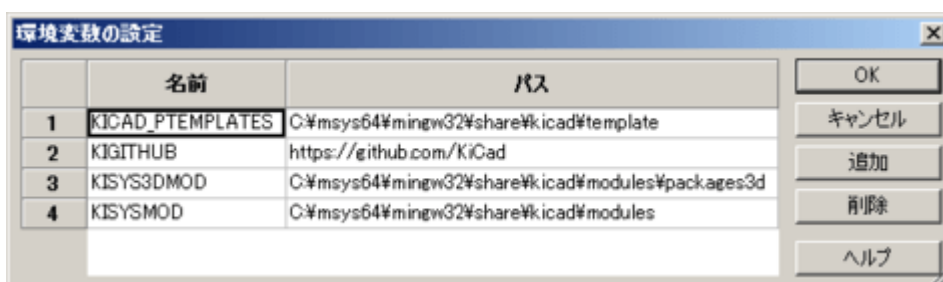 環境変数の設定
名前 パス
1 KICAD_PTEMPLATES C:¥msys64¥mingw32¥share¥kicad¥template
2 KIGITHUB https://github.com/KiCad
3 KISYS3DMOD C:¥msys64¥mingw32¥share¥kicad¥modules¥packages3d
4 KISYSMOD C:¥msys64¥mingw32¥share¥kicad¥modules
OK
キャンセル
追加
削除
ヘルプ